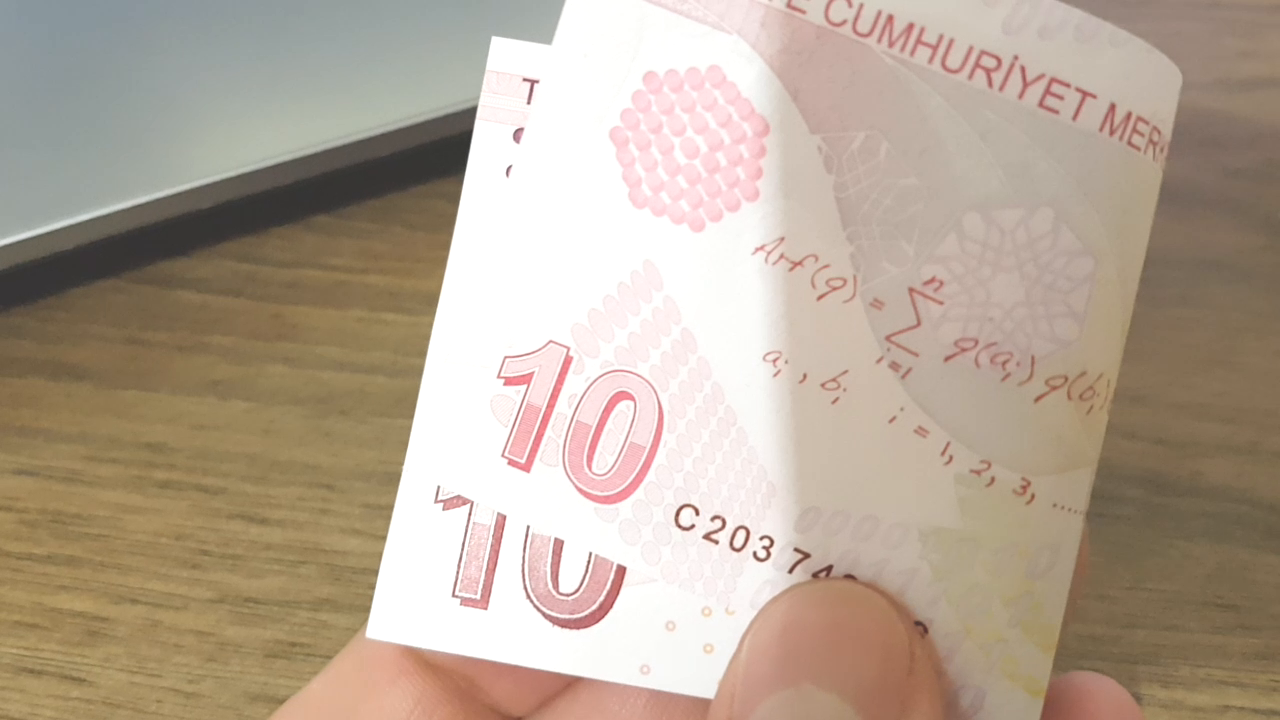 CUMHURİYET MER
Arf(q) = Σ q(aᵢ) q(bᵢ)
n
i=1
aᵢ, bᵢ i = 1, 2, 3, .....
10
C203 74
10